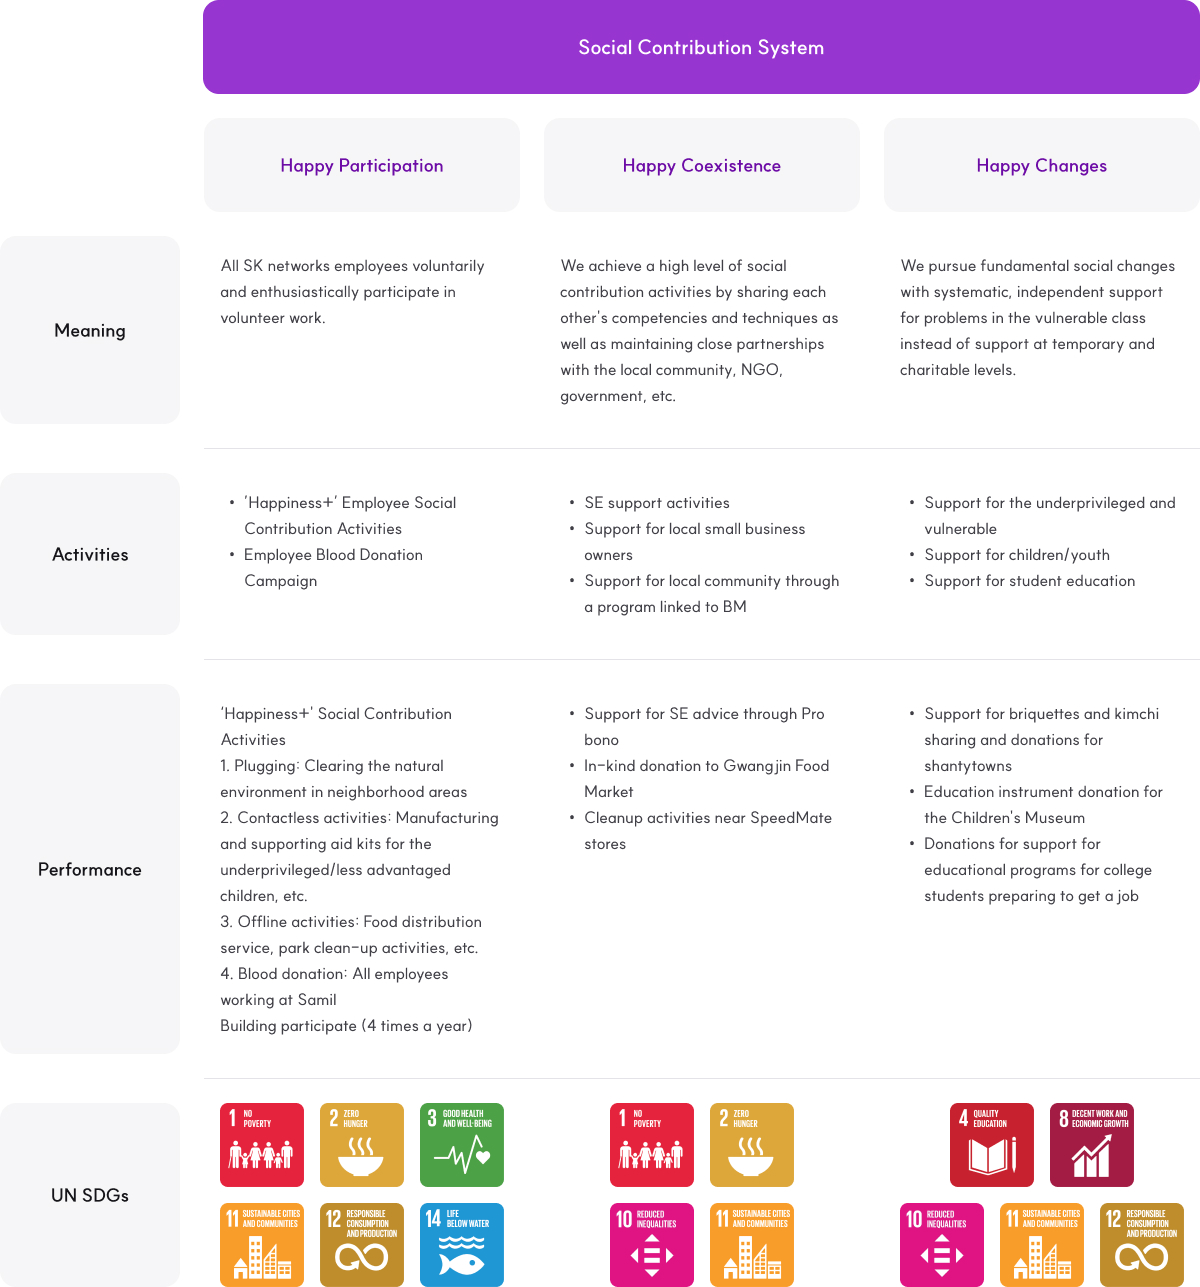 Social Contribution System
Happy Participation
Happy Coexistence
Happy Changes
Meaning
All SK networks employees voluntarily
and enthusiastically participate in
volunteer work.
We achieve a high level of social
contribution activities by sharing each
other's competencies and techniques as
well as maintaining close partnerships
with the local community, NGO,
government, etc.
We pursue fundamental social changes
with systematic, independent support
for problems in the vulnerable class
instead of support at temporary and
charitable levels.
Activities
• 'Happiness+' Employee Social
Contribution Activities
• Employee Blood Donation
Campaign
• SE support activities
• Support for local small business
owners
• Support for local community through
a program linked to BM
• Support for the underprivileged and
vulnerable
• Support for children/youth
• Support for student education
Performance
'Happiness+' Social Contribution
Activities
1. Plugging: Clearing the natural
environment in neighborhood areas
2. Contactless activities: Manufacturing
and supporting aid kits for the
underprivileged/less advantaged
children, etc.
3. Offline activities: Food distribution
service, park clean-up activities, etc.
4. Blood donation: All employees
working at Samil
Building participate (4 times a year)
• Support for SE advice through Pro
bono
• In-kind donation to Gwangjin Food
Market
• Cleanup activities near SpeedMate
stores
• Support for briquettes and kimchi
sharing and donations for
shantytowns
• Education instrument donation for
the Children's Museum
• Donations for support for
educational programs for college
students preparing to get a job
UN SDGs
1 NO
POVERTY
2 ZERO
HUNGER
3 GOOD HEALTH
AND WELL-BEING
11 SUSTAINABLE CITIES
AND COMMUNITIES
12 RESPONSIBLE
CONSUMPTION
AND PRODUCTION
14 LIFE
BELOW WATER
1 NO
POVERTY
2 ZERO
HUNGER
10 REDUCED
INEQUALITIES
11 SUSTAINABLE CITIES
AND COMMUNITIES
4 QUALITY
EDUCATION
8 DECENT WORK AND
ECONOMIC GROWTH
10 REDUCED
INEQUALITIES
11 SUSTAINABLE CITIES
AND COMMUNITIES
12 RESPONSIBLE
CONSUMPTION
AND PRODUCTION